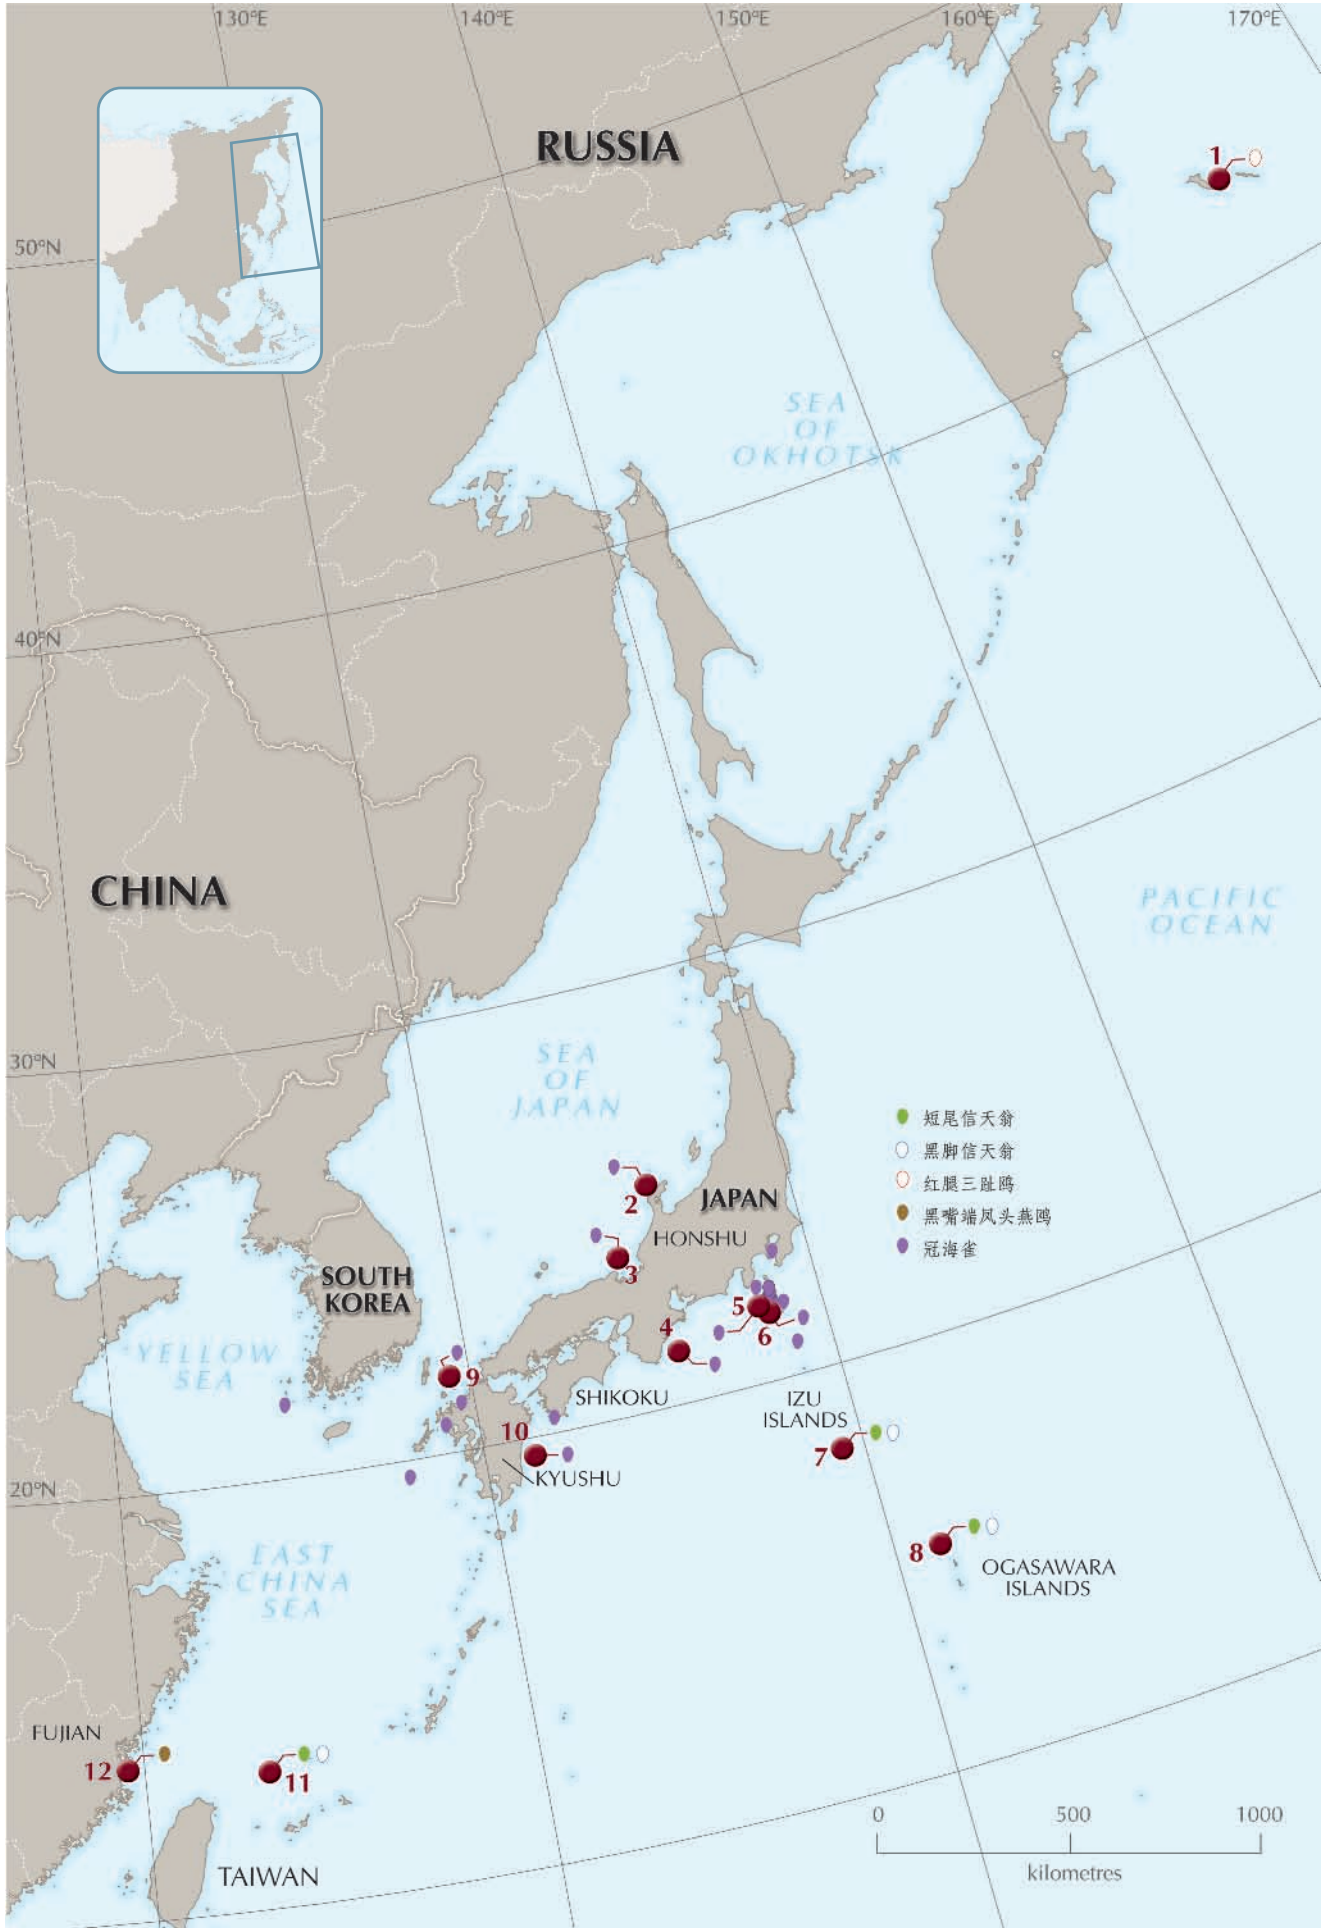 130°E
140°E
150°E
160°E
170°E
RUSSIA
1
50°N
SEA
OF
OKHOTSK
40°N
CHINA
PACIFIC
OCEAN
30°N
SEA
OF
JAPAN
短尾信天翁
黑脚信天翁
红腿三趾鸥
黑嘴端凤头燕鸥
冠海雀
2
JAPAN
HONSHU
3
SOUTH
KOREA
5
6
4
YELLOW
SEA
9
SHIKOKU
IZU
ISLANDS
10
7
KYUSHU
20°N
8
OGASAWARA
ISLANDS
EAST
CHINA
SEA
FUJIAN
12
11
0 500 1000
kilometres
TAIWAN